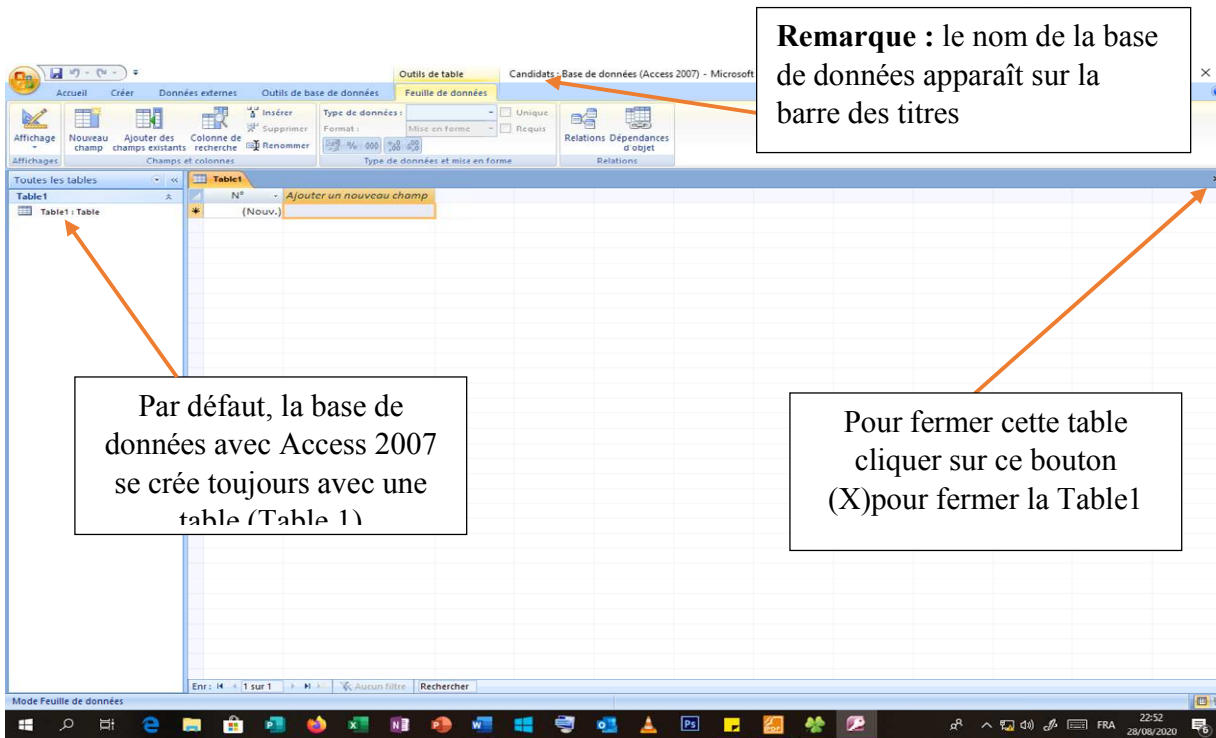 Remarque : le nom de la base
de données apparaît sur la
barre des titres
Outils de table
Candidats : Base de données (Access 2007) - Microsoft
Accueil Créer Données externes Outils de base de données Feuille de données
Affichage
Nouveau champ
Ajouter des champs existants
Colonne de recherche
Insérer
Supprimer
Renommer
Type de données :
Format : Mise en forme
% 000
Unique
Requis
Relations
Dépendances d'objet
Affichages
Champs et colonnes
Type de données et mise en forme
Relations
Toutes les tables
Table1
Table1 : Table
Table1
N° Ajouter un nouveau champ
(Nouv.)
Par défaut, la base de
données avec Access 2007
se crée toujours avec une
table (Table 1)
Pour fermer cette table
cliquer sur ce bouton
(X)pour fermer la Table1
Enr : 1 sur 1 Aucun filtre Rechercher
Mode Feuille de données
FRA
22:52
28/08/2020